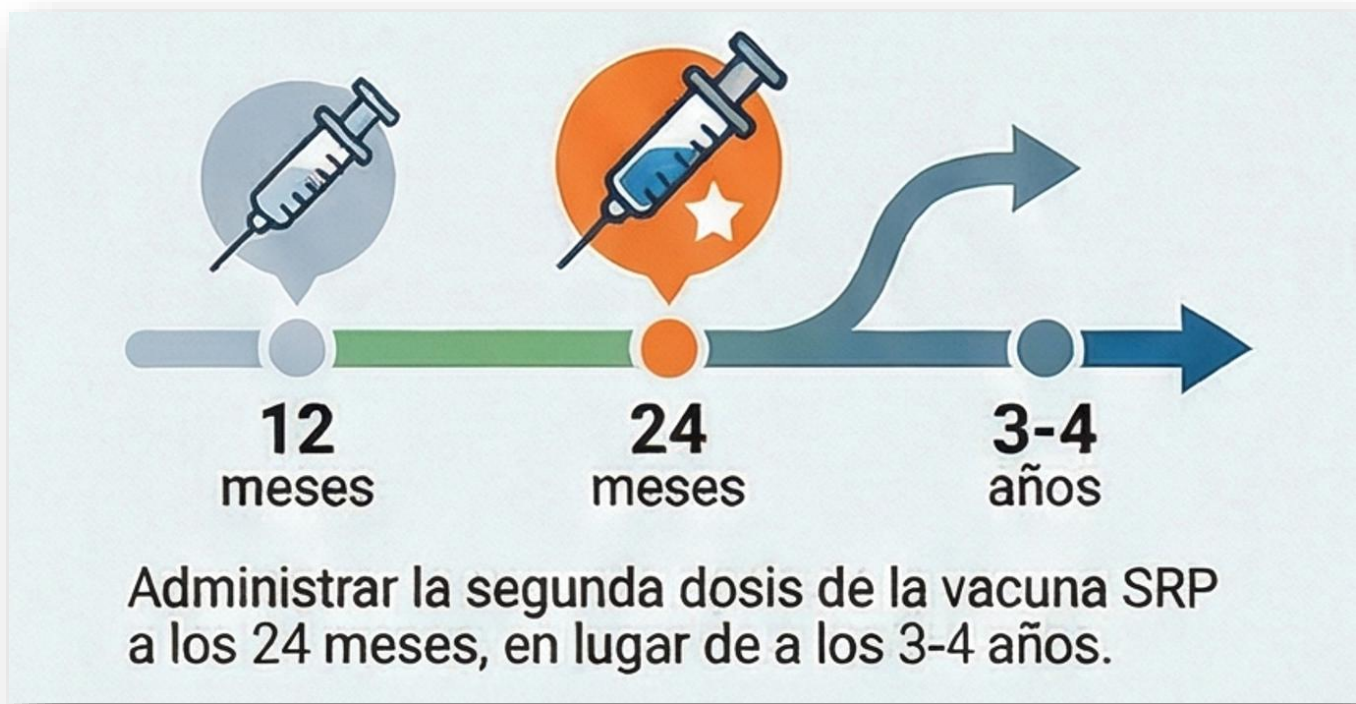 12 24 3-4
meses meses años
Administrar la segunda dosis de la vacuna SRP
a los 24 meses, en lugar de a los 3-4 años.